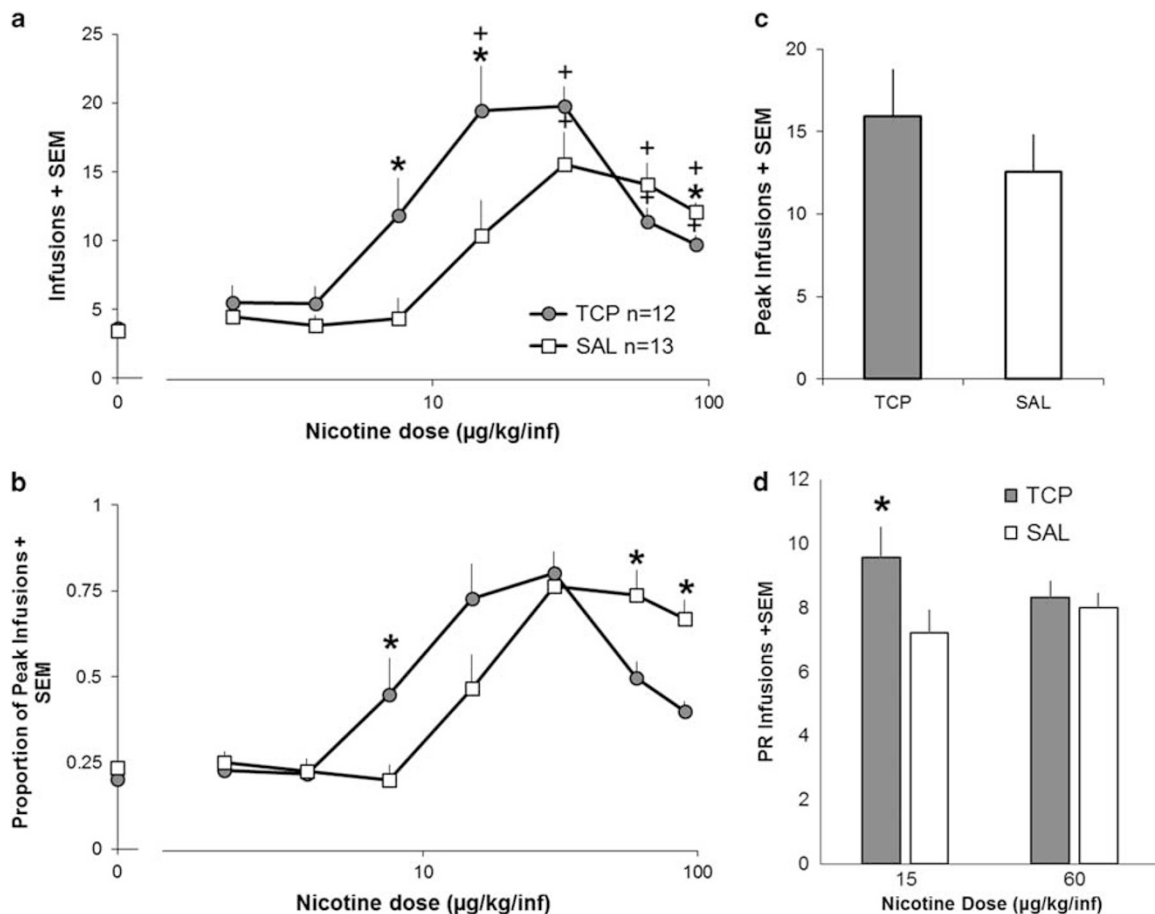 a
25
20
15
10
5
0
Infusions + SEM
+
*
+
+
*
+
+
+
*
+
TCP n=12
SAL n=13
0
10
100
Nicotine dose (µg/kg/inf)
b
1
0.75
0.5
0.25
0
Proportion of Peak Infusions +
SEM
*
*
*
0
10
100
Nicotine dose (µg/kg/inf)
c
20
15
10
5
0
Peak Infusions + SEM
TCP
SAL
d
12
10
8
6
4
2
0
PR Infusions +SEM
*
TCP
SAL
15
60
Nicotine Dose (µg/kg/inf)